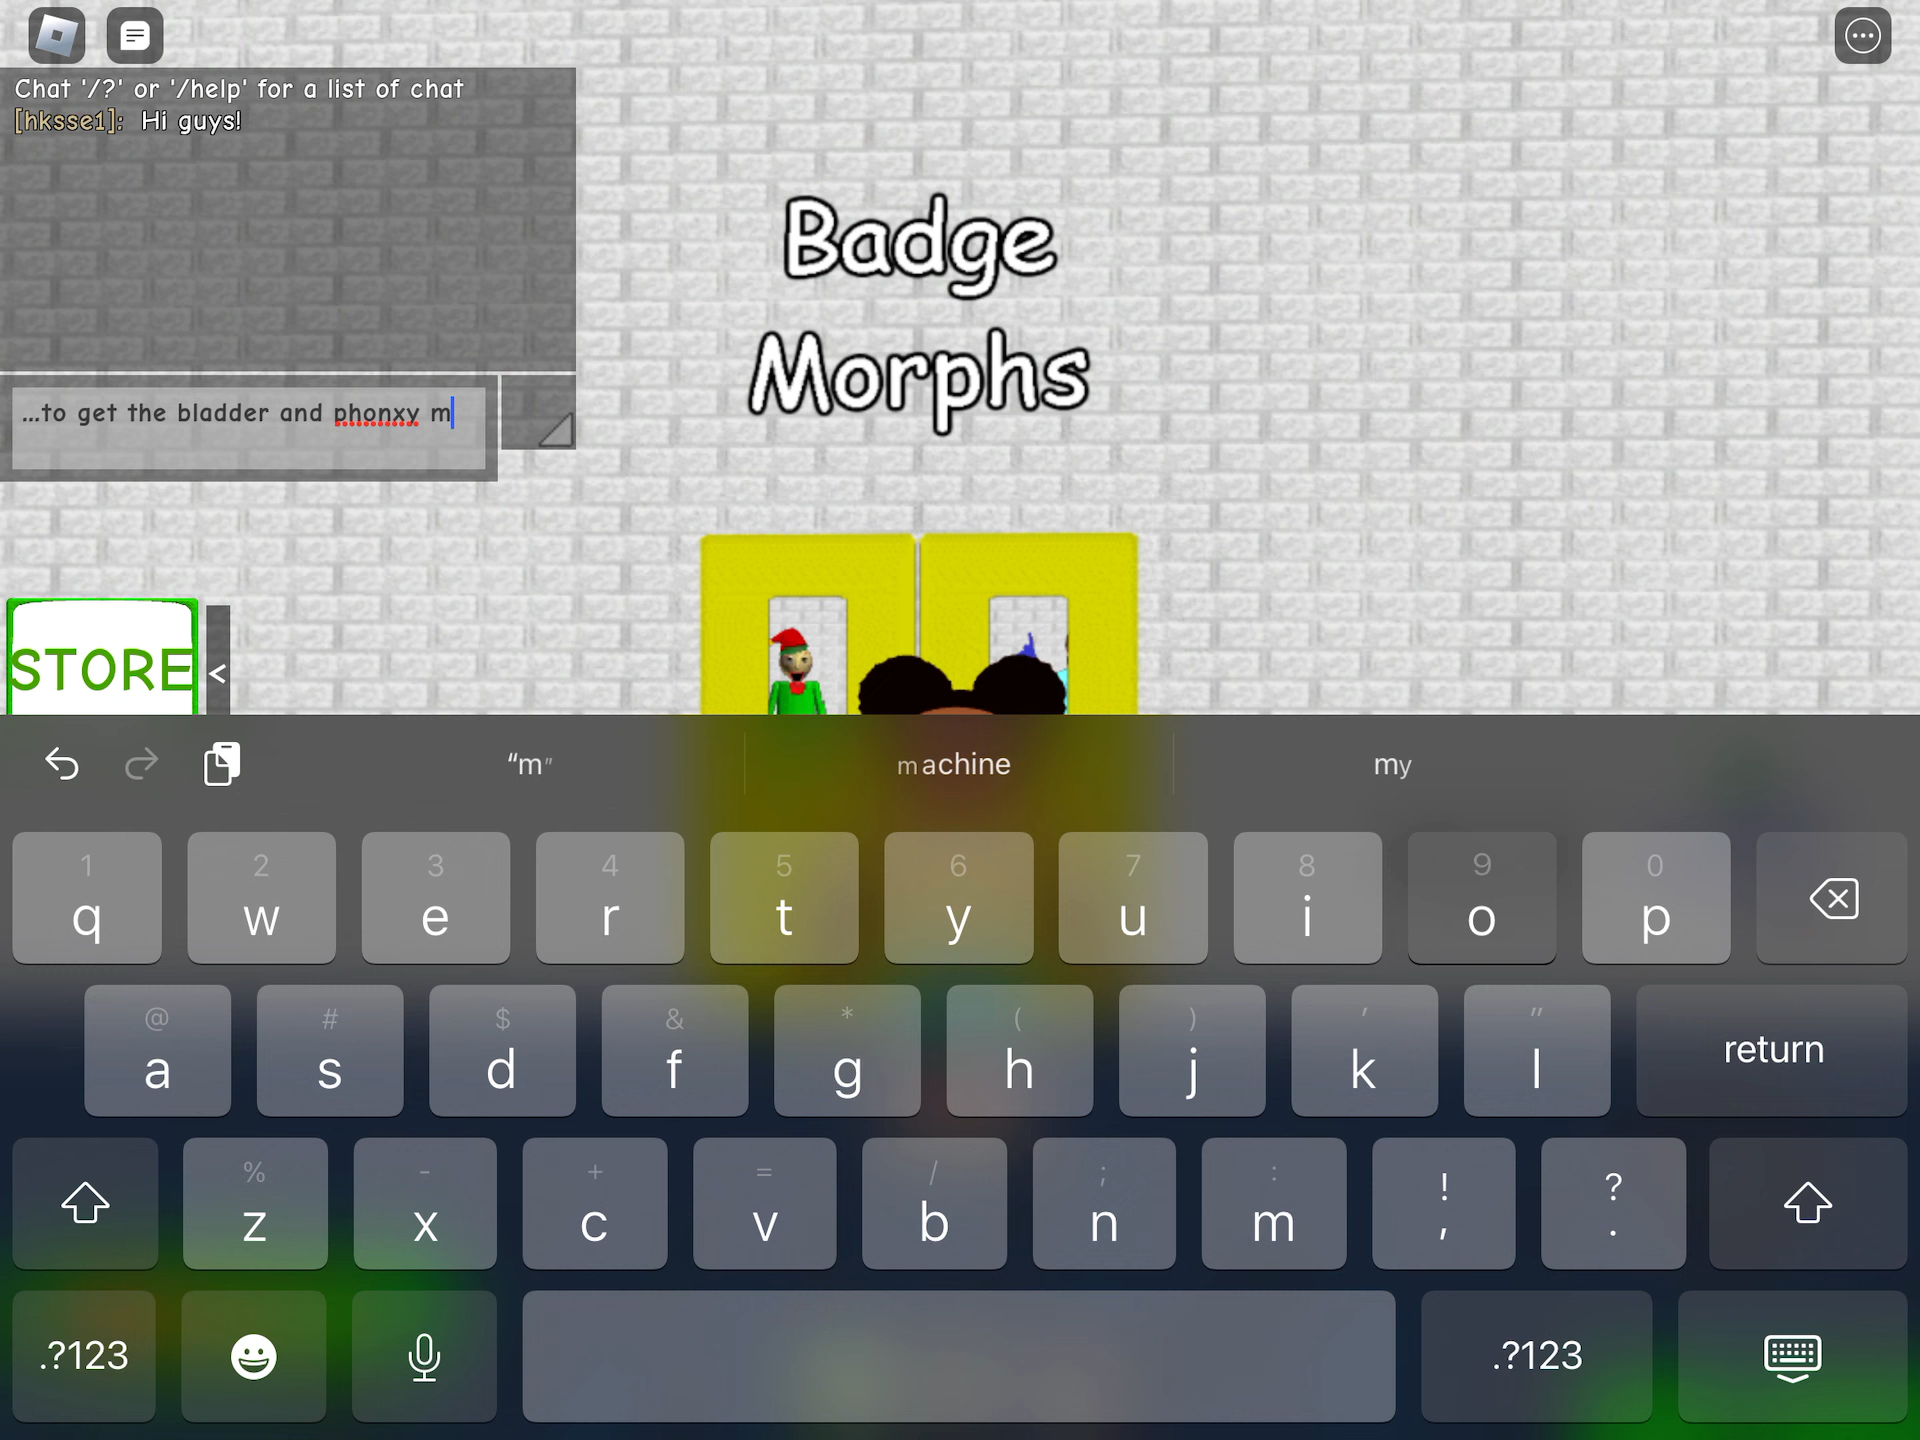 Chat '/?' or '/help' for a list of chat
[hksse1]: Hi guys!
Badge
Morphs
...to get the bladder and phonxy m
STORE <
“m” machine my
1 2 3 4 5 6 7 8 9 0
q w e r t y u i o p
@ # $ & * ( ) ' "
a s d f g h j k l return
% - + = / ; : ! ?
z x c v b n m , .
.?123 .?123